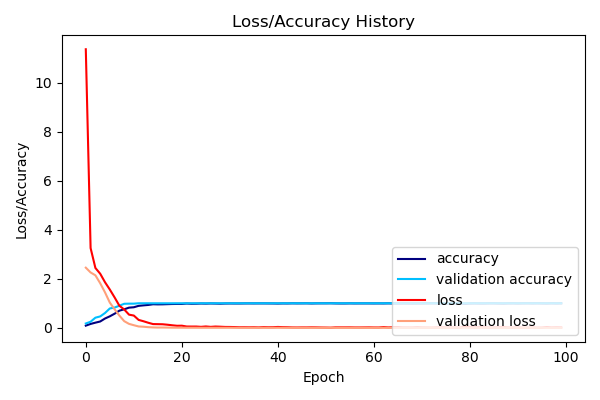 Loss/Accuracy History
Loss/Accuracy
10
8
6
4
2
0
accuracy
validation accuracy
loss
validation loss
0 20 40 60 80 100
Epoch